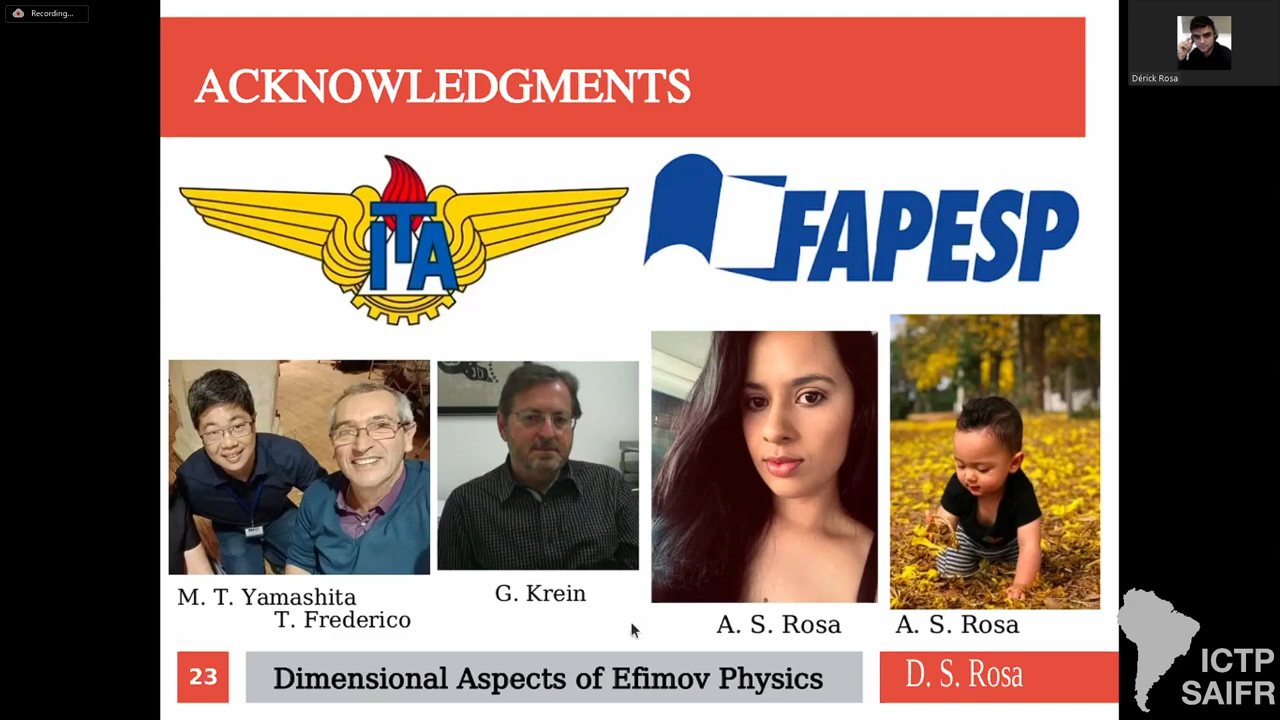 Recording...
Dérick Rosa
ACKNOWLEDGMENTS
ITA
FAPESP
M. T. Yamashita
T. Frederico
G. Krein
A. S. Rosa
A. S. Rosa
23
Dimensional Aspects of Efimov Physics
D. S. Rosa
ICTP
SAIFR